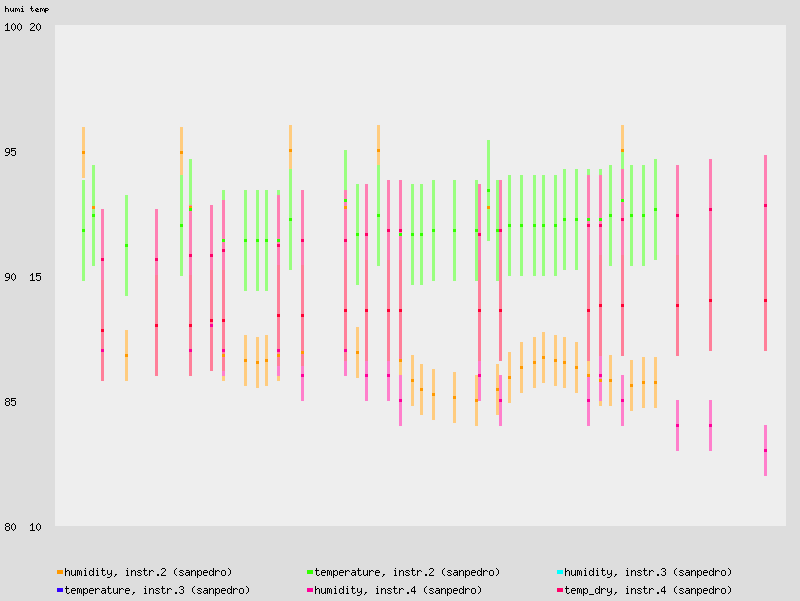 humi temp
100 20
95
90 15
85
80 10
humidity, instr.2 (sanpedro) temperature, instr.2 (sanpedro) humidity, instr.3 (sanpedro)
temperature, instr.3 (sanpedro) humidity, instr.4 (sanpedro) temp_dry, instr.4 (sanpedro)